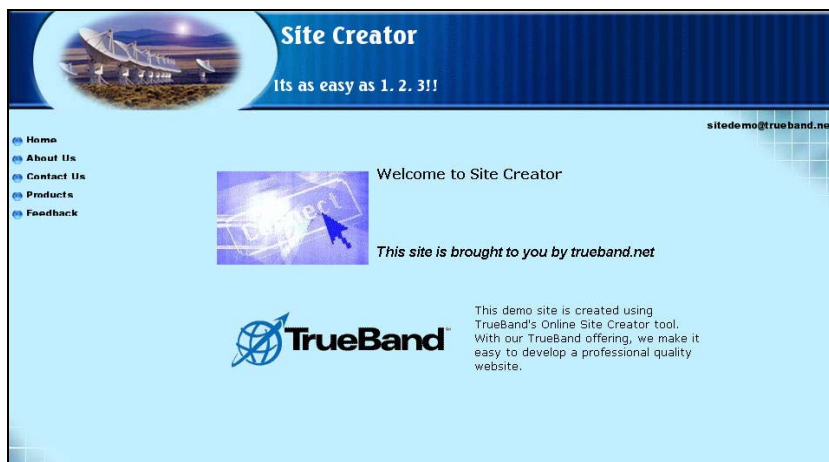 Site Creator
Its as easy as 1. 2. 3!!
sitedemo@trueband.ne
Home
About Us
Contact Us
Products
Feedback
Connect
Welcome to Site Creator
This site is brought to you by trueband.net
TrueBand
This demo site is created using
TrueBand's Online Site Creator tool.
With our TrueBand offering, we make it
easy to develop a professional quality
website.